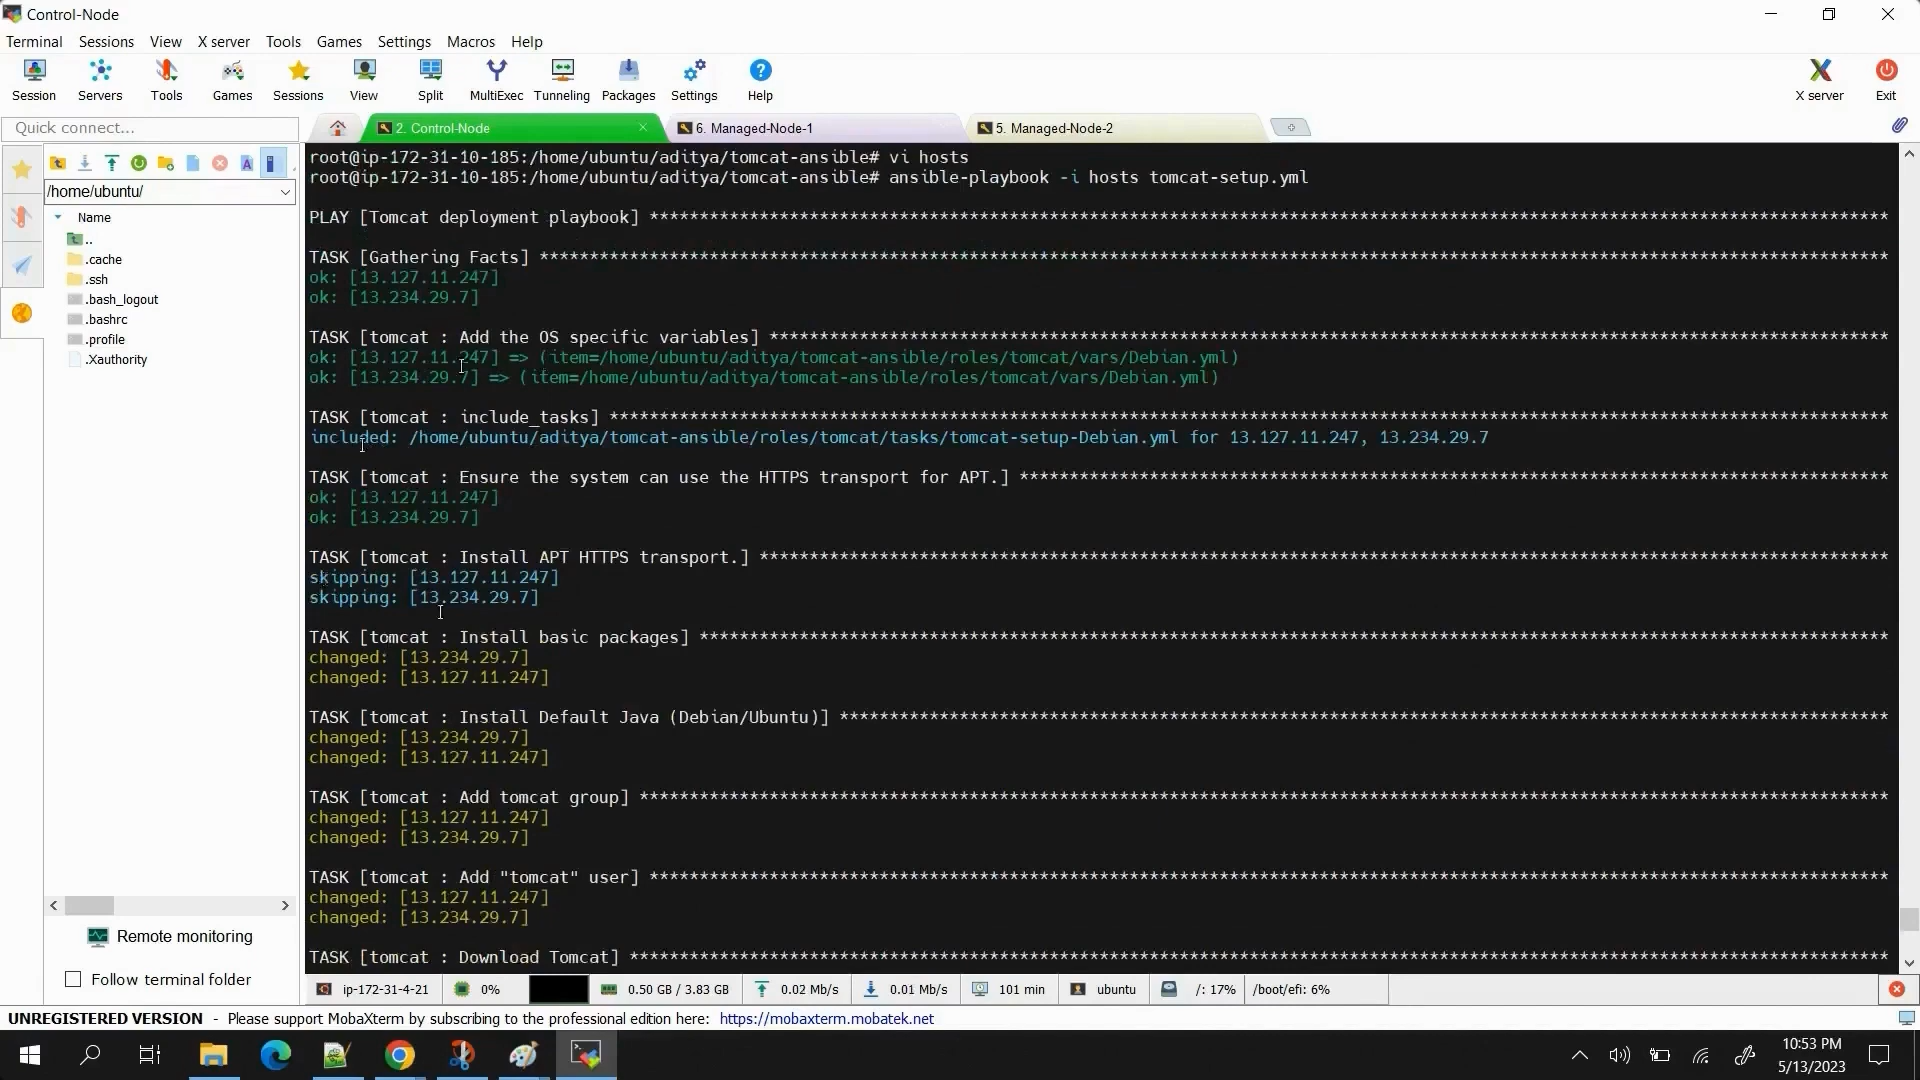 Control-Node
Terminal Sessions View X server Tools Games Settings Macros Help
Session Servers Tools Games Sessions View Split MultiExec Tunneling Packages Settings Help X server Exit
Quick connect...
2. Control-Node
6. Managed-Node-1
5. Managed-Node-2
/home/ubuntu/
Name
..
.cache
.ssh
.bash_logout
.bashrc
.profile
.Xauthority
Remote monitoring
Follow terminal folder
root@ip-172-31-10-185:/home/ubuntu/aditya/tomcat-ansible# vi hosts
root@ip-172-31-10-185:/home/ubuntu/aditya/tomcat-ansible# ansible-playbook -i hosts tomcat-setup.yml
PLAY [Tomcat deployment playbook] ****************************************************************************************************************************
TASK [Gathering Facts] ***************************************************************************************************************************************
ok: [13.127.11.247]
ok: [13.234.29.7]
TASK [tomcat : Add the OS specific variables] ****************************************************************************************************************
ok: [13.127.11.247] => (item=/home/ubuntu/aditya/tomcat-ansible/roles/tomcat/vars/Debian.yml)
ok: [13.234.29.7] => (item=/home/ubuntu/aditya/tomcat-ansible/roles/tomcat/vars/Debian.yml)
TASK [tomcat : include_tasks] ********************************************************************************************************************************
included: /home/ubuntu/aditya/tomcat-ansible/roles/tomcat/tasks/tomcat-setup-Debian.yml for 13.127.11.247, 13.234.29.7
TASK [tomcat : Ensure the system can use the HTTPS transport for APT.] ***************************************************************************************
ok: [13.127.11.247]
ok: [13.234.29.7]
TASK [tomcat : Install APT HTTPS transport.] *****************************************************************************************************************
skipping: [13.127.11.247]
skipping: [13.234.29.7]
TASK [tomcat : Install basic packages] ***********************************************************************************************************************
changed: [13.234.29.7]
changed: [13.127.11.247]
TASK [tomcat : Install Default Java (Debian/Ubuntu)] *********************************************************************************************************
changed: [13.234.29.7]
changed: [13.127.11.247]
TASK [tomcat : Add tomcat group] *****************************************************************************************************************************
changed: [13.127.11.247]
changed: [13.234.29.7]
TASK [tomcat : Add "tomcat" user] ****************************************************************************************************************************
changed: [13.127.11.247]
changed: [13.234.29.7]
TASK [tomcat : Download Tomcat] ******************************************************************************************************************************
ip-172-31-4-21 0% 0.50 GB / 3.83 GB 0.02 Mb/s 0.01 Mb/s 101 min ubuntu /: 17% /boot/efi: 6%
UNREGISTERED VERSION - Please support MobaXterm by subscribing to the professional edition here: https://mobaxterm.mobatek.net
10:53 PM
5/13/2023